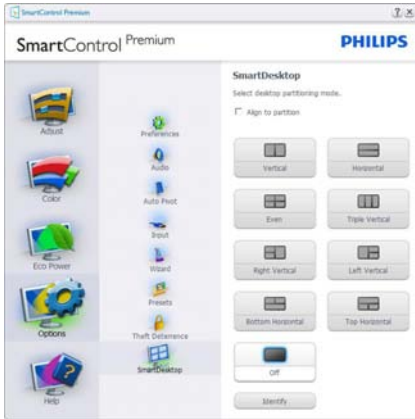 SmartControl Premium
SmartControl Premium
PHILIPS
Adjust
Color
Eco Power
Options
Help
Preferences
Audio
Auto Pivot
Input
Wizard
Presets
Theft Deterrence
SmartDesktop
SmartDesktop
Select desktop partitioning mode.
Align to partition
Vertical
Horizontal
Even
Triple Vertical
Right Vertical
Left Vertical
Bottom Horizontal
Top Horizontal
Off
Identify